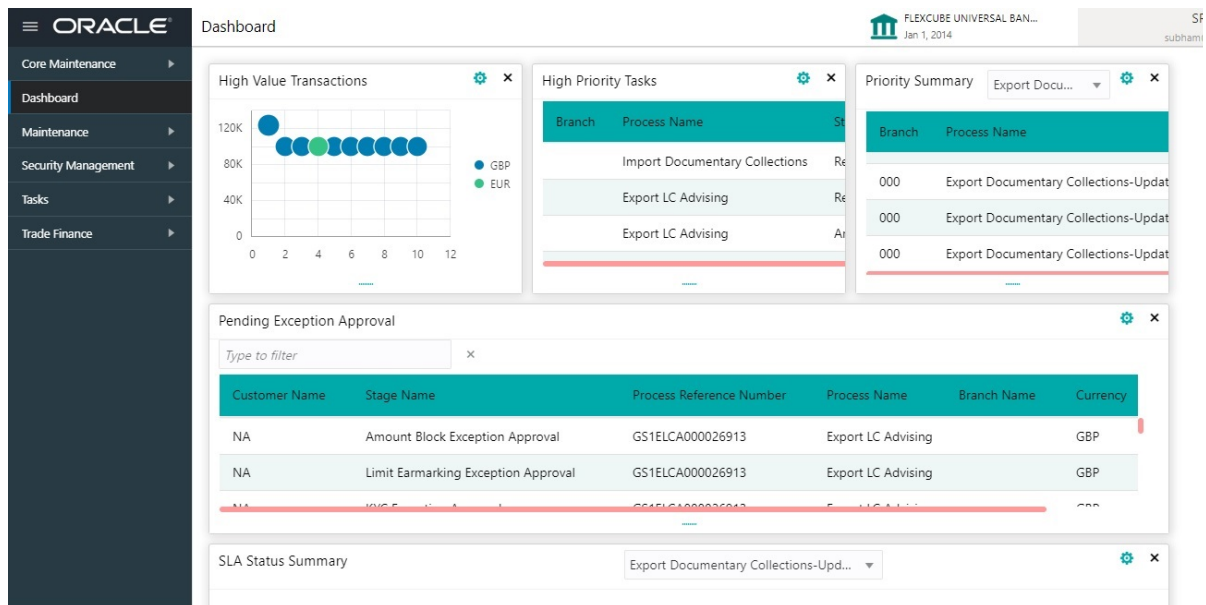 ORACLE
Dashboard
FLEXCUBE UNIVERSAL BAN...
Jan 1, 2014
SR
subham
Core Maintenance
Dashboard
Maintenance
Security Management
Tasks
Trade Finance
High Value Transactions
120K
80K
40K
0
0 2 4 6 8 10 12
GBP
EUR
High Priority Tasks
Branch Process Name St
Import Documentary Collections Re
Export LC Advising Re
Export LC Advising Ar
Priority Summary Export Docu...
Branch Process Name
000 Export Documentary Collections-Updat
000 Export Documentary Collections-Updat
000 Export Documentary Collections-Updat
Pending Exception Approval
Type to filter
Customer Name Stage Name Process Reference Number Process Name Branch Name Currency
NA Amount Block Exception Approval GS1ELCA000026913 Export LC Advising GBP
NA Limit Earmarking Exception Approval GS1ELCA000026913 Export LC Advising GBP
SLA Status Summary Export Documentary Collections-Upd...